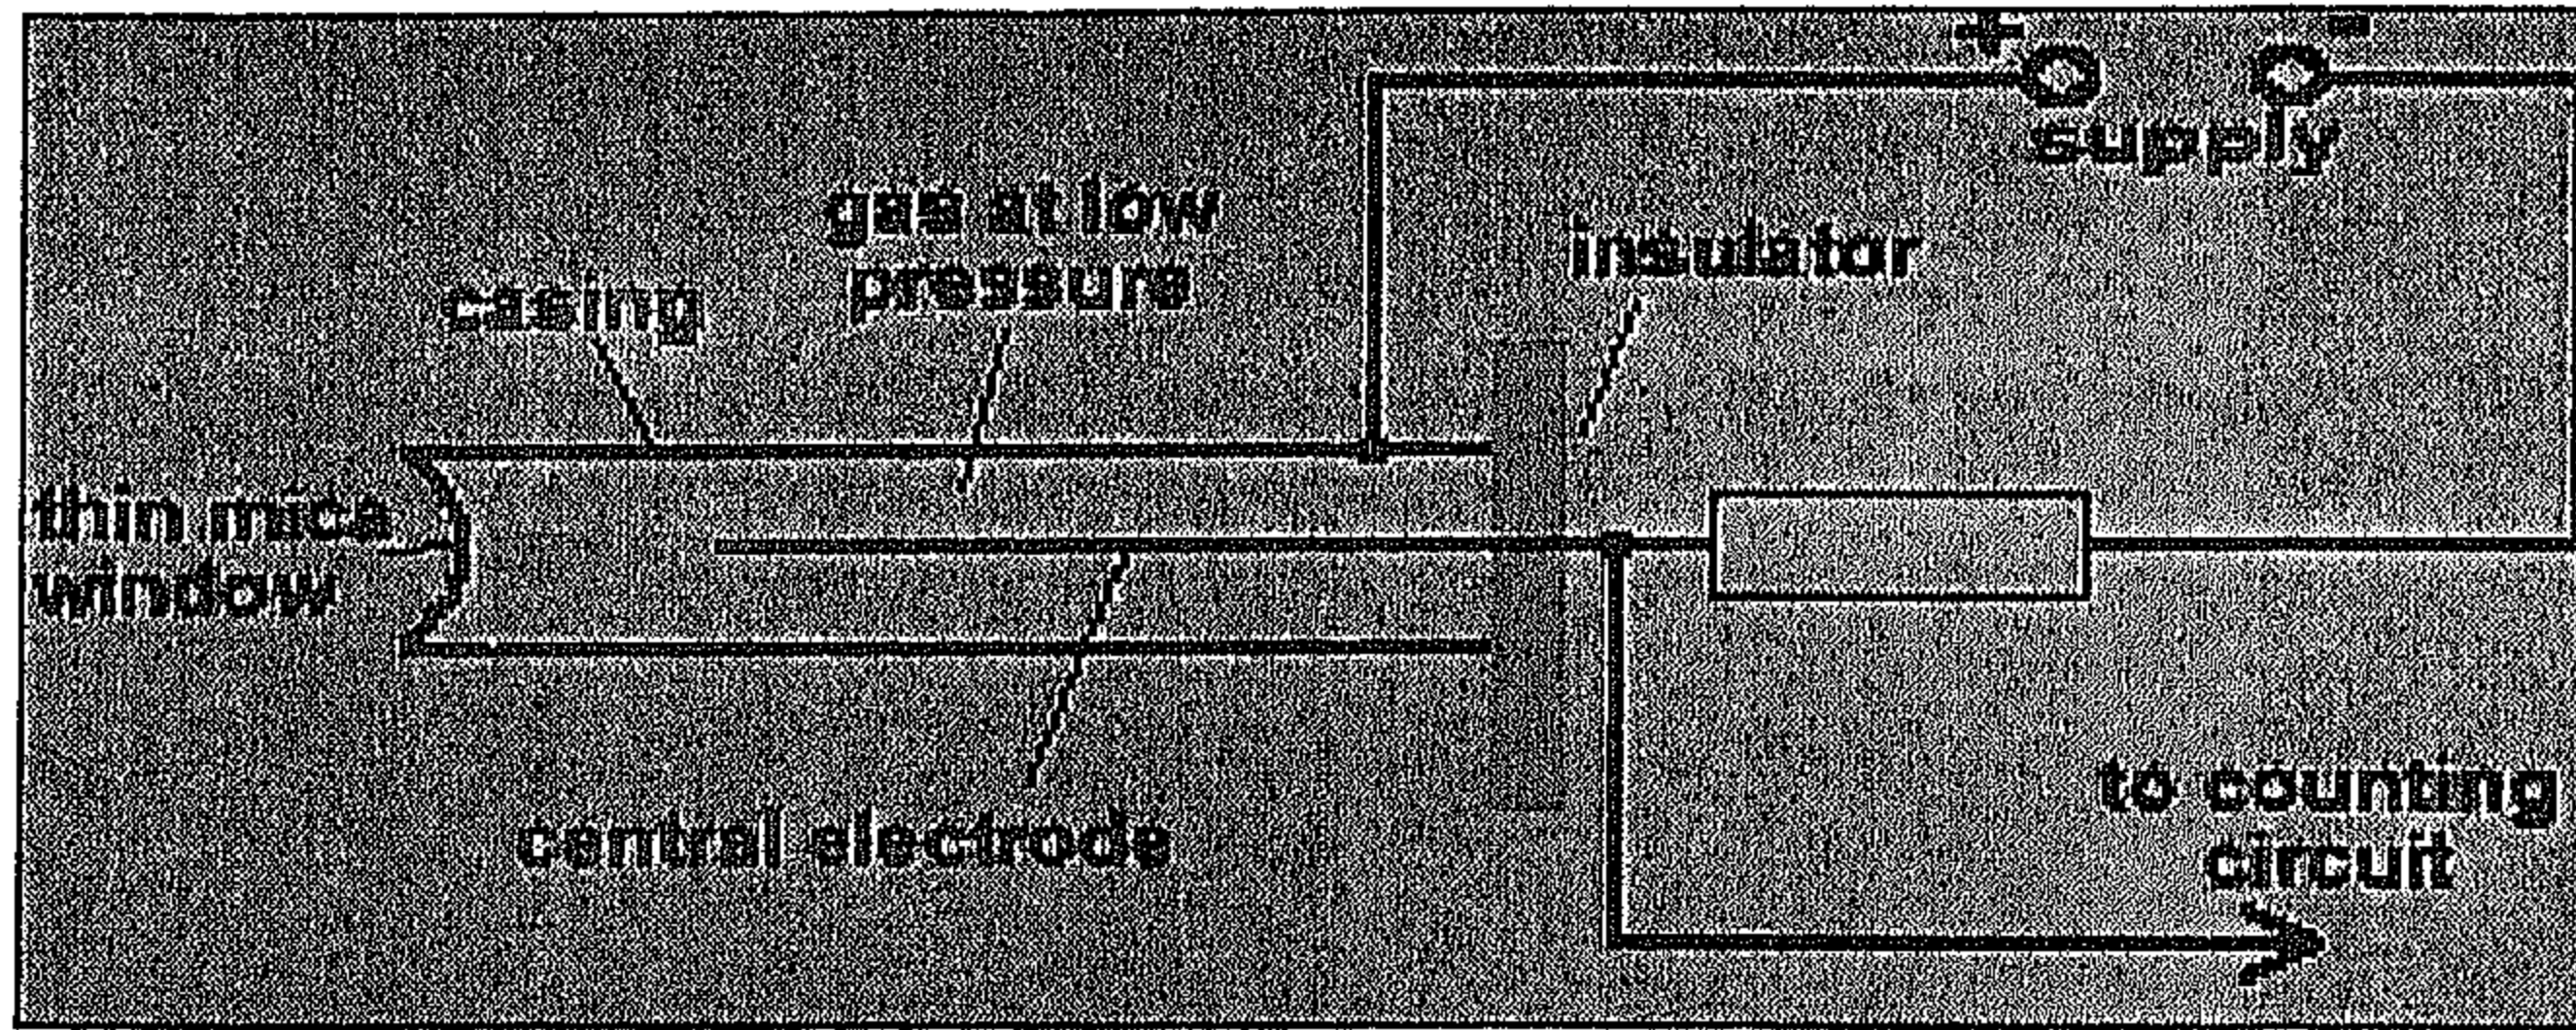 + -
supply
gas at low
pressure
insulator
casing
thin mica
window
central electrode
to counting
circuit